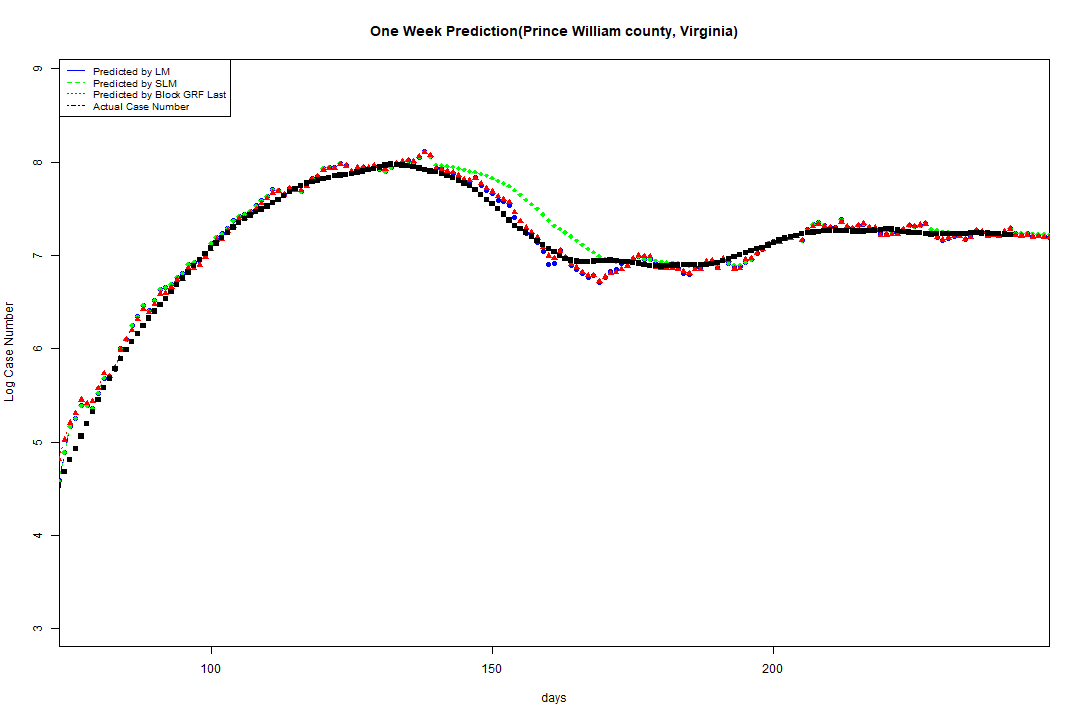 One Week Prediction(Prince William county, Virginia)
Predicted by LM
Predicted by SLM
Predicted by Block GRF Last
Actual Case Number
9
8
7
6
5
4
3
Log Case Number
100 150 200
days